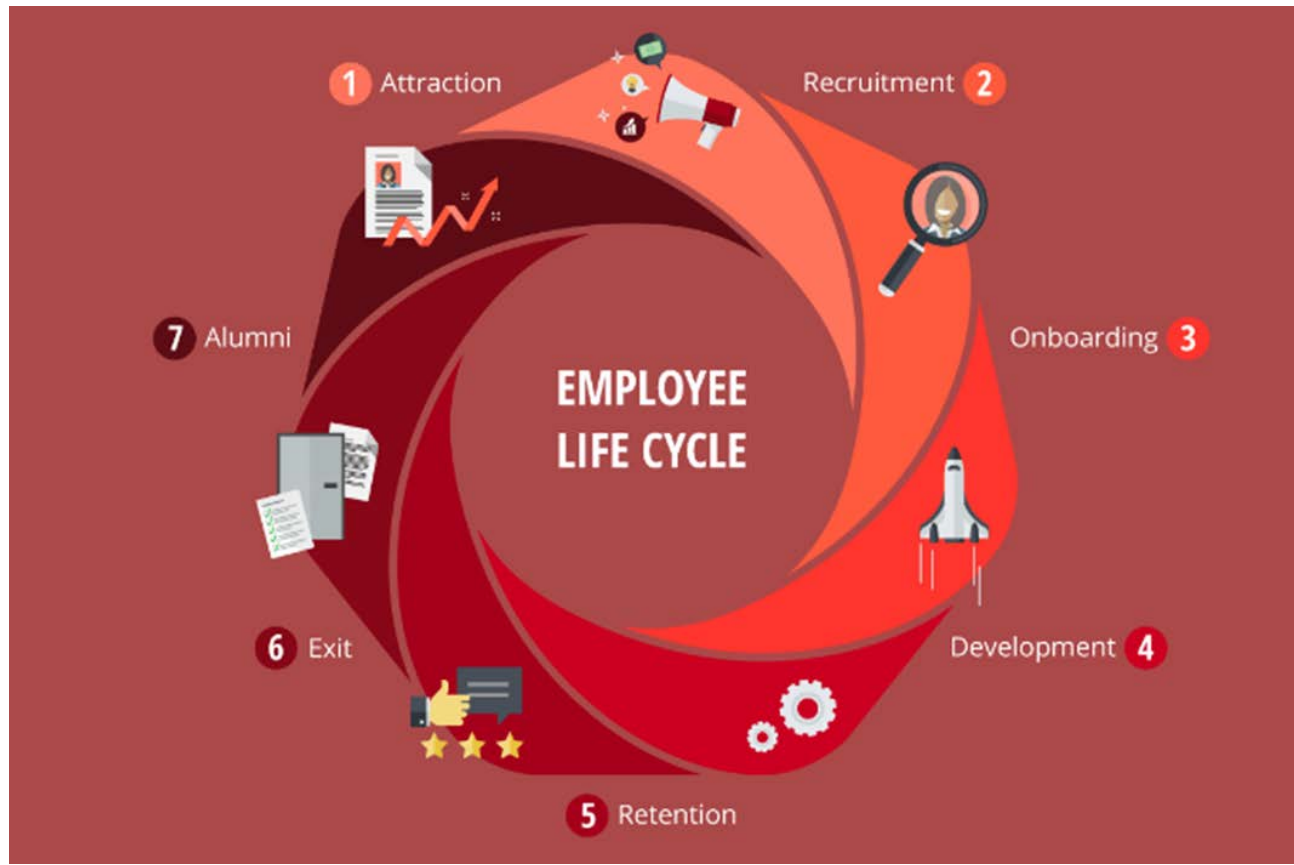 1 Attraction
Recruitment 2
7 Alumni
Onboarding 3
EMPLOYEE
LIFE CYCLE
6 Exit
Development 4
5 Retention